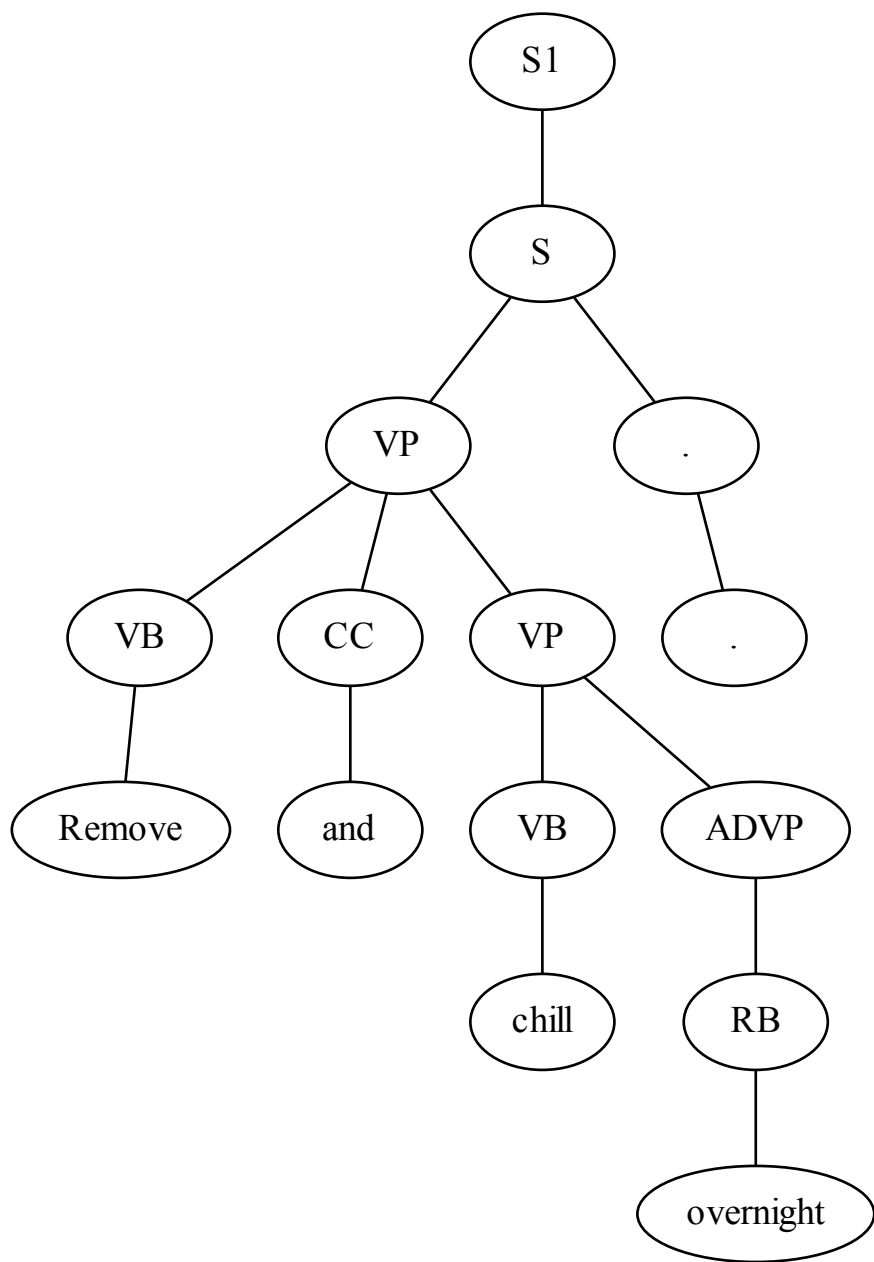 S1
S
VP .
VB CC VP .
Remove and VB ADVP
chill RB
overnight